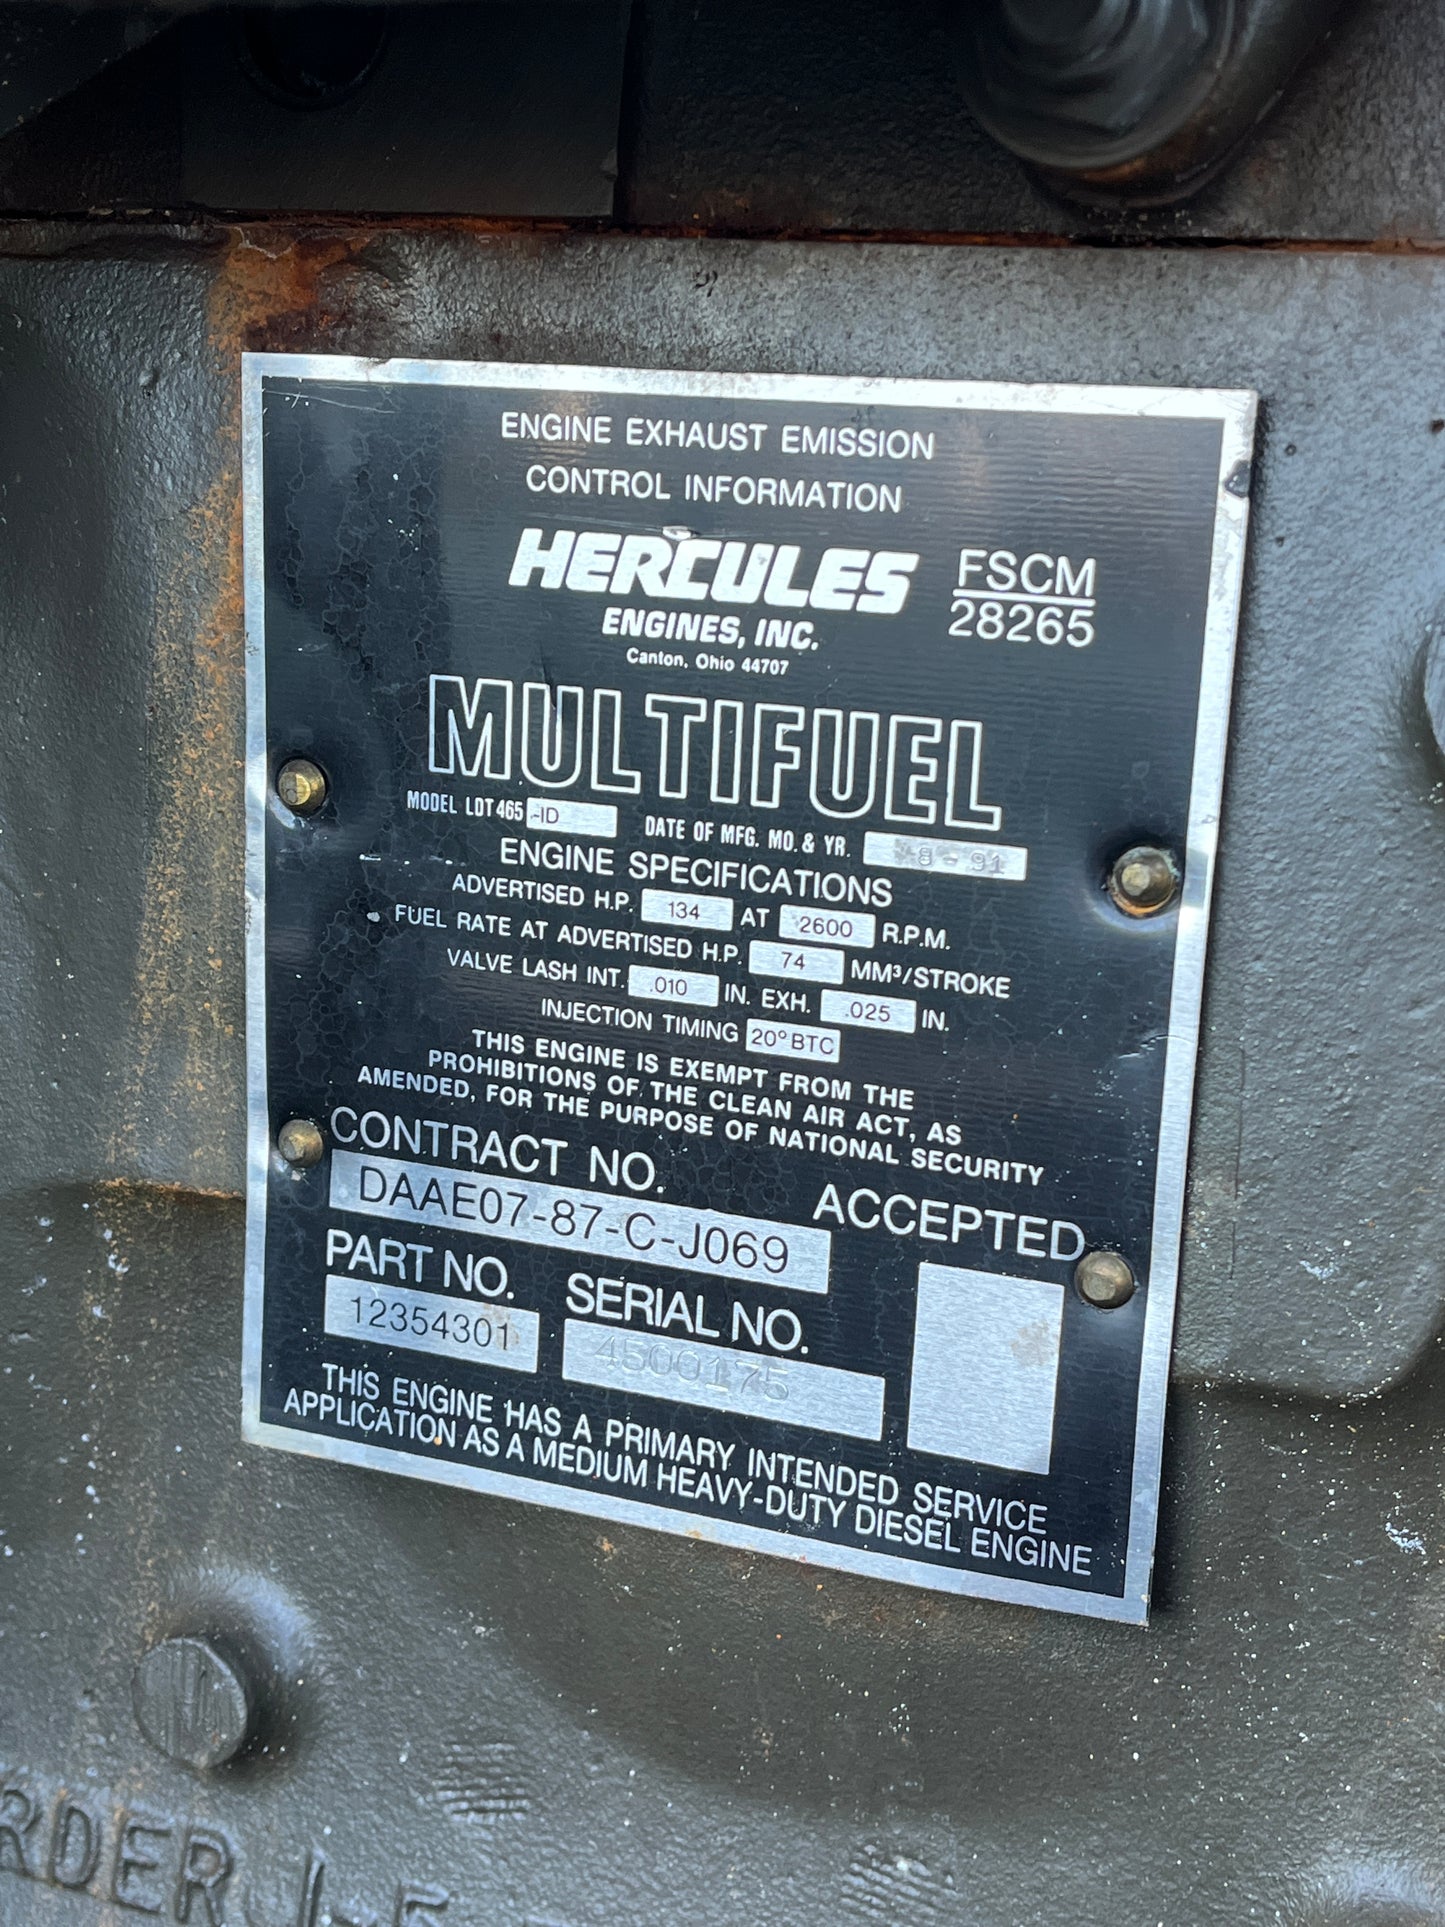 ENGINE EXHAUST EMISSION
CONTROL INFORMATION
HERCULES
ENGINES, INC.
Canton, Ohio 44707
FSCM
28265
MULTIFUEL
MODEL LDT465 -ID DATE OF MFG. MO. & YR. 8-91
ENGINE SPECIFICATIONS
ADVERTISED H.P. 134 AT 2600 R.P.M.
FUEL RATE AT ADVERTISED H.P. 74 MM³/STROKE
VALVE LASH INT. .010 IN. EXH. .025 IN.
INJECTION TIMING 20° BTC
THIS ENGINE IS EXEMPT FROM THE
PROHIBITIONS OF THE CLEAN AIR ACT, AS
AMENDED, FOR THE PURPOSE OF NATIONAL SECURITY
CONTRACT NO.
DAAE07-87-C-J069
ACCEPTED
PART NO.
12354301
SERIAL NO.
4500175
THIS ENGINE HAS A PRIMARY INTENDED SERVICE
APPLICATION AS A MEDIUM HEAVY-DUTY DIESEL ENGINE
RDER 1-5